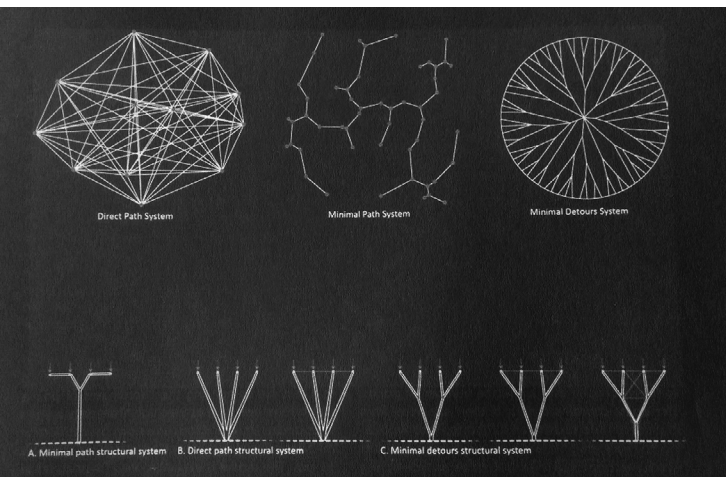 Direct Path System
Minimal Path System
Minimal Detours System
A. Minimal path structural system
B. Direct path structural system
C. Minimal detours structural system